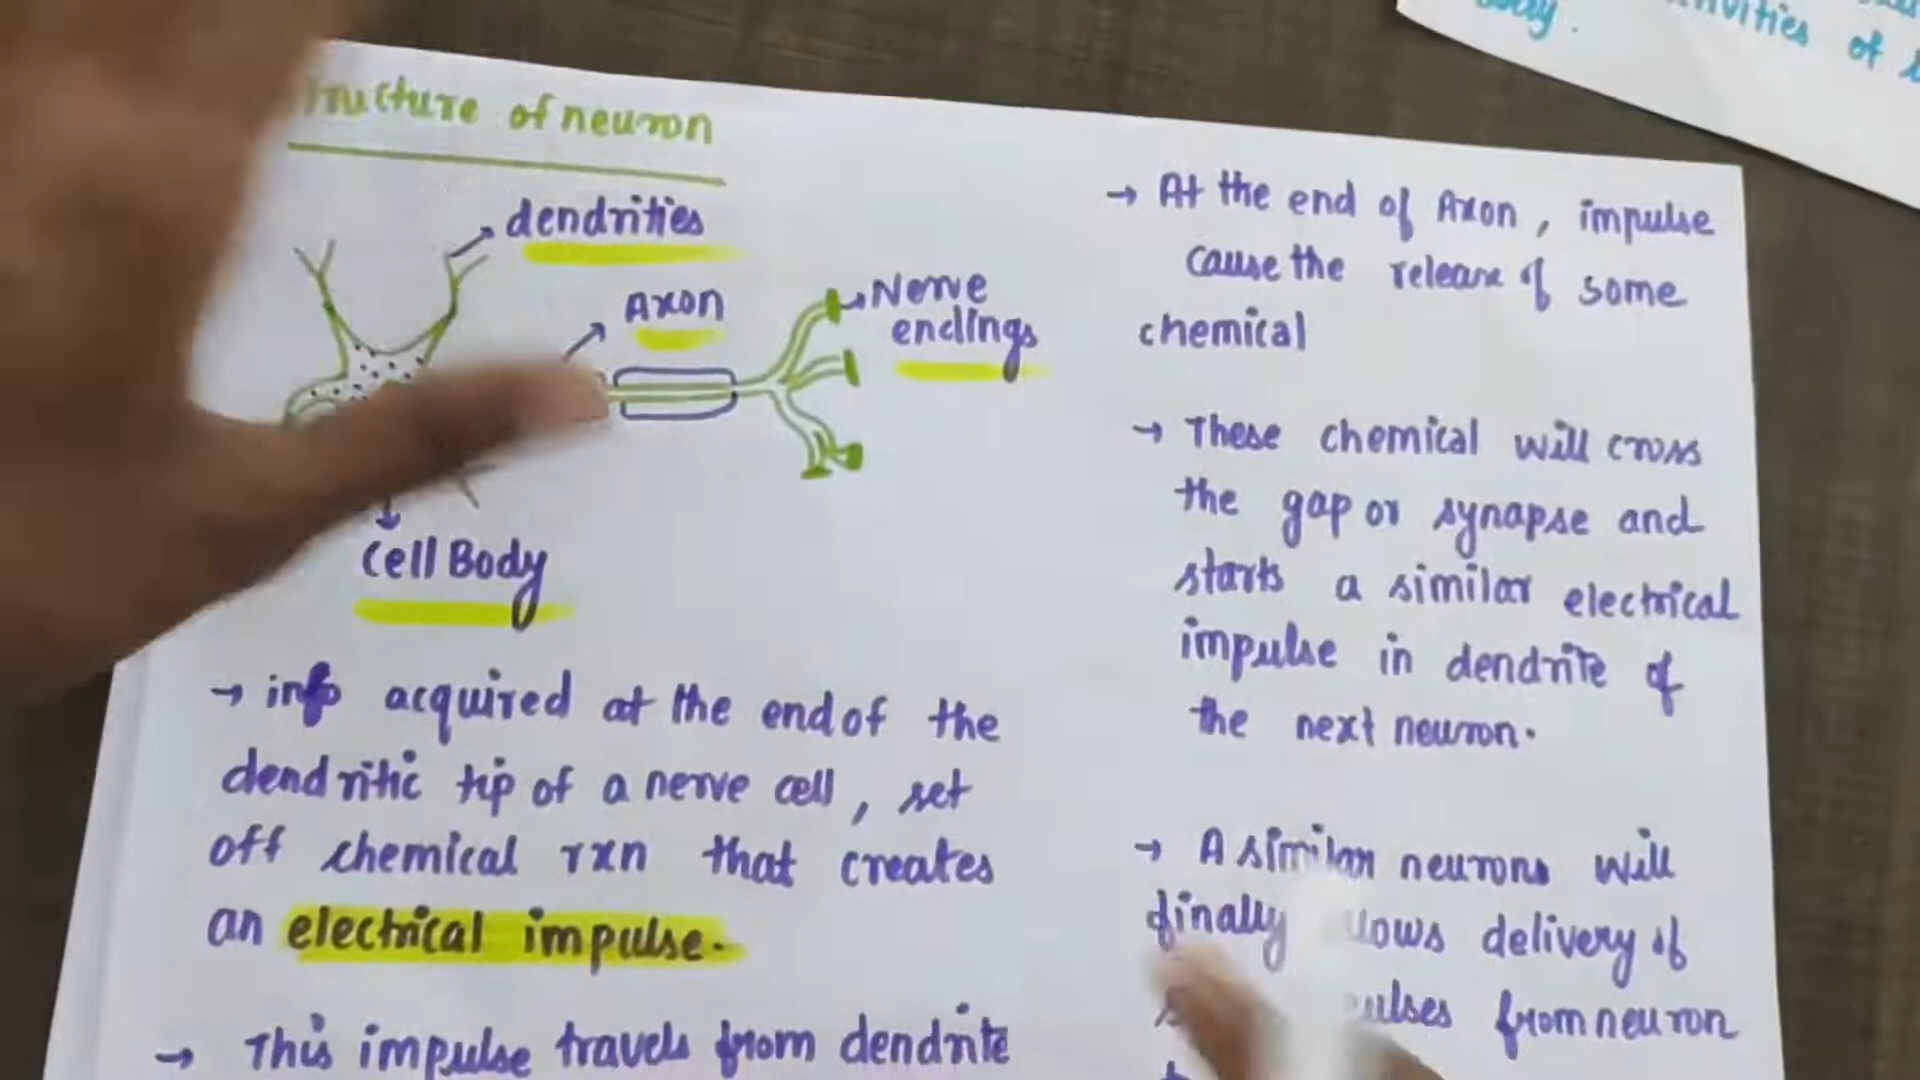 of neuron
dendrities
Axon
Nerve
endings
Cell Body
→ info acquired at the end of the
dendritic tip of a nerve cell, set
off chemical rxn that creates
an electrical impulse.
→ This impulse travels from dendrite
→ At the end of Axon, impulse
cause the release of some
chemical
→ These chemical will cross
the gap or synapse and
starts a similar electrical
impulse in dendrite of
the next neuron.
→ A similar neurons will
finally delivery of
from neuron
of